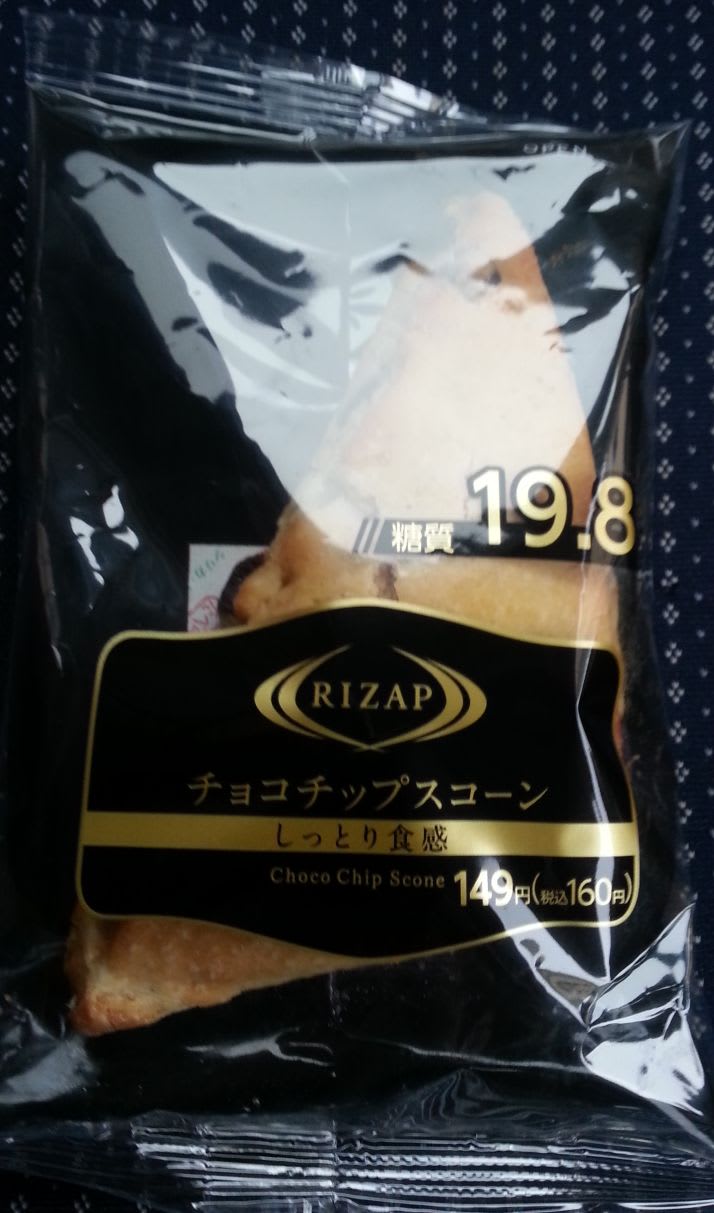 OPEN
糖質 19.8
RIZAP
チョコチップスコーン
しっとり食感
Choco Chip Scone 149円(税込160円)